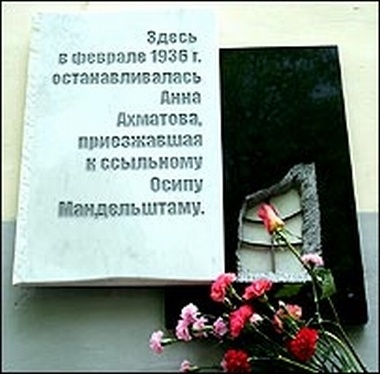 Здесь
в феврале 1936 г.
останавливалась
Анна
Ахматова,
приезжавшая
к ссыльному
Осипу
Мандельштаму.